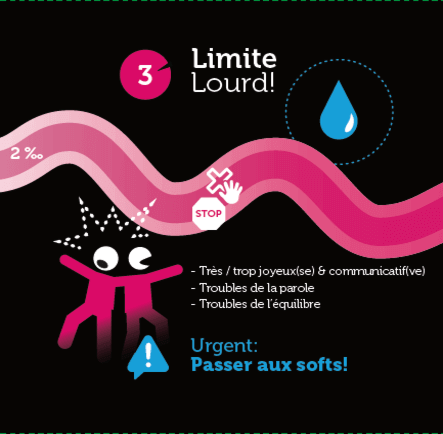 3
Limite
Lourd!
2 ‰
STOP
- Très / trop joyeux(se) & communicatif(ve)
- Troubles de la parole
- Troubles de l'équilibre
!
Urgent:
Passer aux softs!